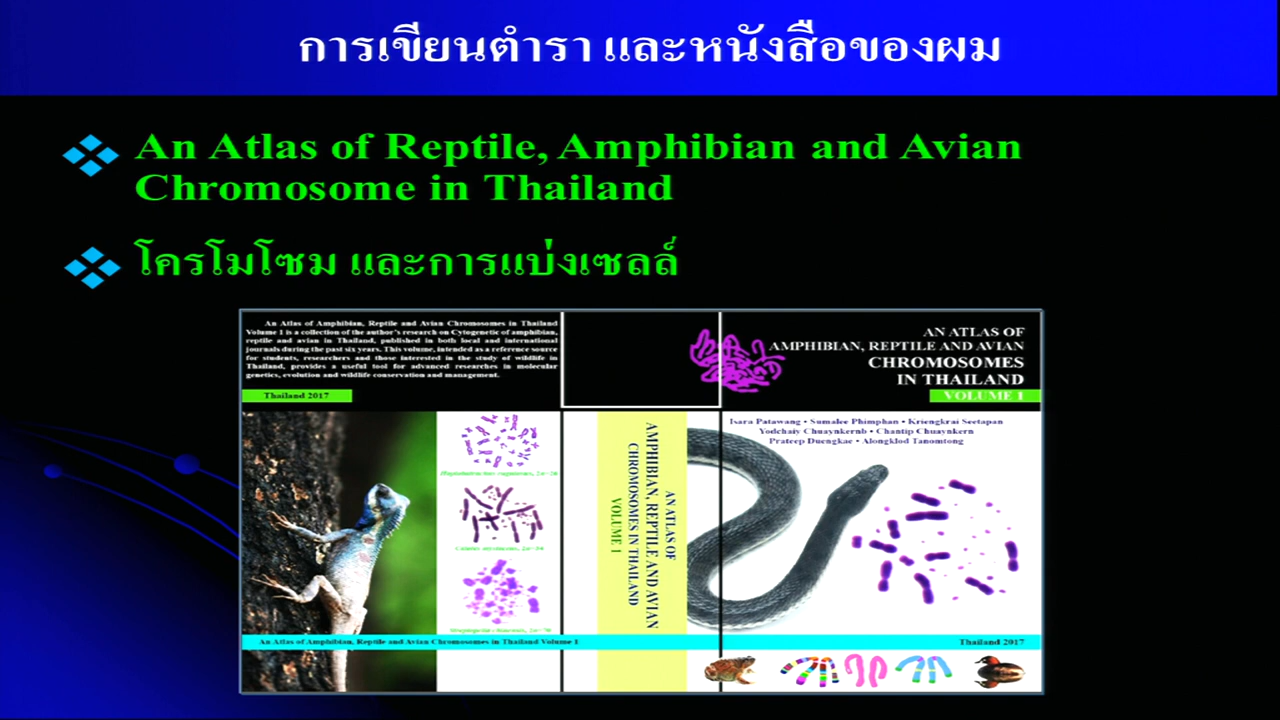 การเขียนตำรา และหนังสือของผม
An Atlas of Reptile, Amphibian and Avian
Chromosome in Thailand
โครโมโซม และการแบ่งเซลล์
An Atlas of Amphibian, Reptile and Avian Chromosomes in Thailand
Volume 1 is a collection of the author's research on Cytogenetic of amphibian,
reptile and avian in Thailand, published in both local and international
journals during the past six years. This volume, intended as a reference source
for students, researchers and those interested in the study of wildlife in
Thailand, provides a useful tool for advanced researches in molecular
genetics, evolution and wildlife conservation and management.
Thailand 2017
AN ATLAS OF
AMPHIBIAN, REPTILE AND AVIAN
CHROMOSOMES IN THAILAND
VOLUME 1
AN ATLAS OF
AMPHIBIAN, REPTILE AND AVIAN
CHROMOSOMES
IN THAILAND
VOLUME 1
Isara Patawang • Sumalee Phimphan • Kriengkrai Seetapan
Yodchaiy Chuaynkernb • Chantip Chuaynkern
Prateep Duengkae • Alongklod Tanomtong
An Atlas of Amphibian, Reptile and Avian Chromosomes in Thailand Volume 1
Thailand 2017